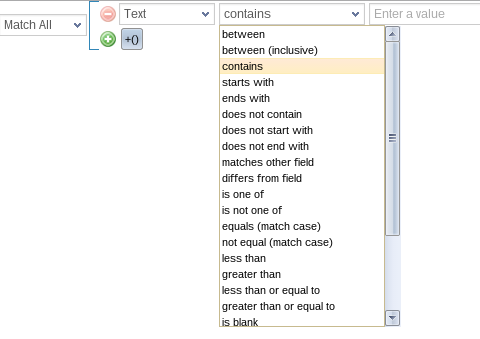 Match All
Text
contains
Enter a value
+()
between
between (inclusive)
contains
starts with
ends with
does not contain
does not start with
does not end with
matches other field
differs from field
is one of
is not one of
equals (match case)
not equal (match case)
less than
greater than
less than or equal to
greater than or equal to
is blank